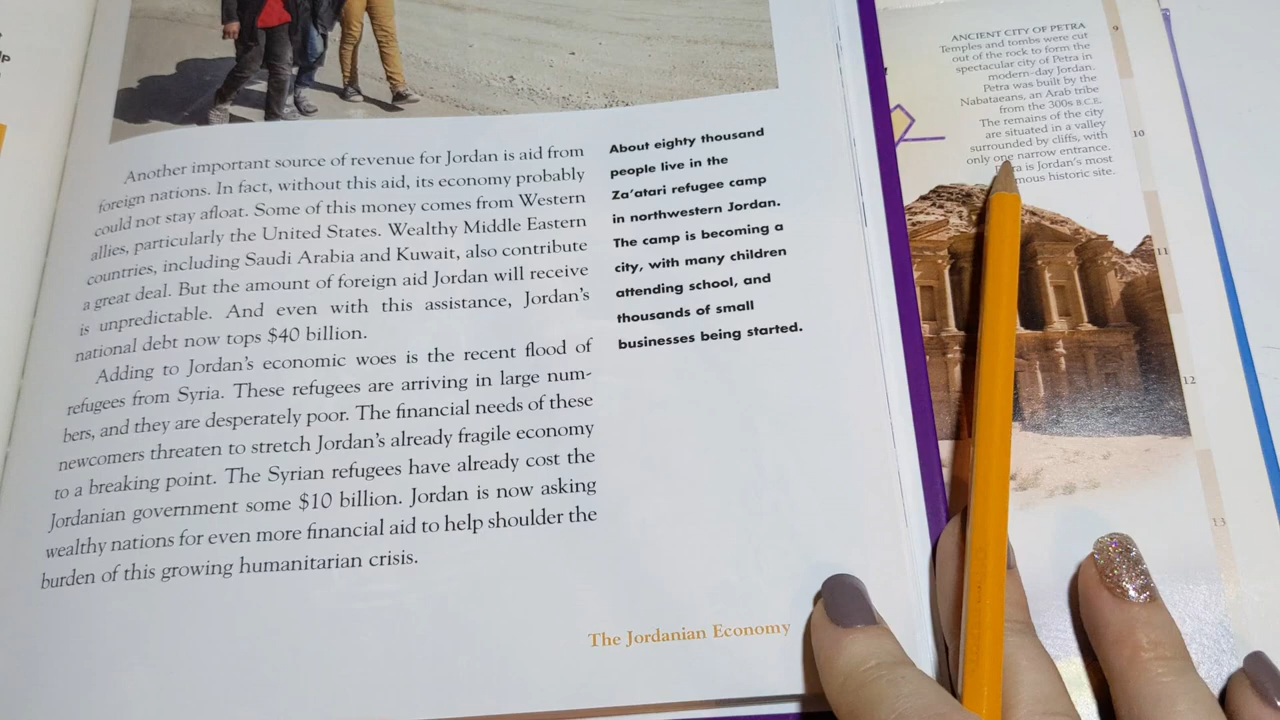 Another important source of revenue for Jordan is aid from
foreign nations. In fact, without this aid, its economy probably
could not stay afloat. Some of this money comes from Western
allies, particularly the United States. Wealthy Middle Eastern
countries, including Saudi Arabia and Kuwait, also contribute
a great deal. But the amount of foreign aid Jordan will receive
is unpredictable. And even with this assistance, Jordan's
national debt now tops $40 billion.
Adding to Jordan's economic woes is the recent flood of
refugees from Syria. These refugees are arriving in large num-
bers, and they are desperately poor. The financial needs of these
newcomers threaten to stretch Jordan's already fragile economy
to a breaking point. The Syrian refugees have already cost the
Jordanian government some $10 billion. Jordan is now asking
wealthy nations for even more financial aid to help shoulder the
burden of this growing humanitarian crisis.
About eighty thousand
people live in the
Za'atari refugee camp
in northwestern Jordan.
The camp is becoming a
city, with many children
attending school, and
thousands of small
businesses being started.
The Jordanian Economy
ANCIENT CITY OF PETRA
Temples and tombs were cut
out of the rock to form the
spectacular city of Petra in
modern-day Jordan.
Petra was built by the
Nabataeans, an Arab tribe
from the 300s B.C.E.
The remains of the city
are situated in a valley
surrounded by cliffs, with
only one narrow entrance.
is Jordan's most
historic site.
9
10
11
12
13